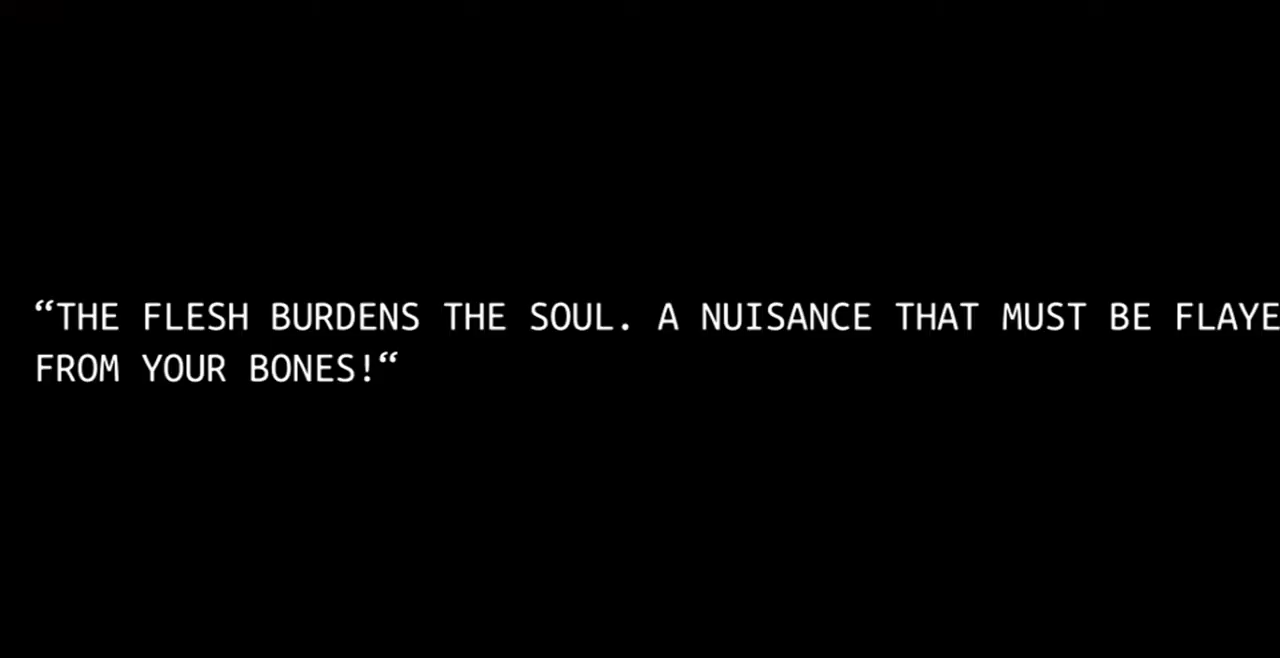 “THE FLESH BURDENS THE SOUL. A NUISANCE THAT MUST BE FLAYE
FROM YOUR BONES!“